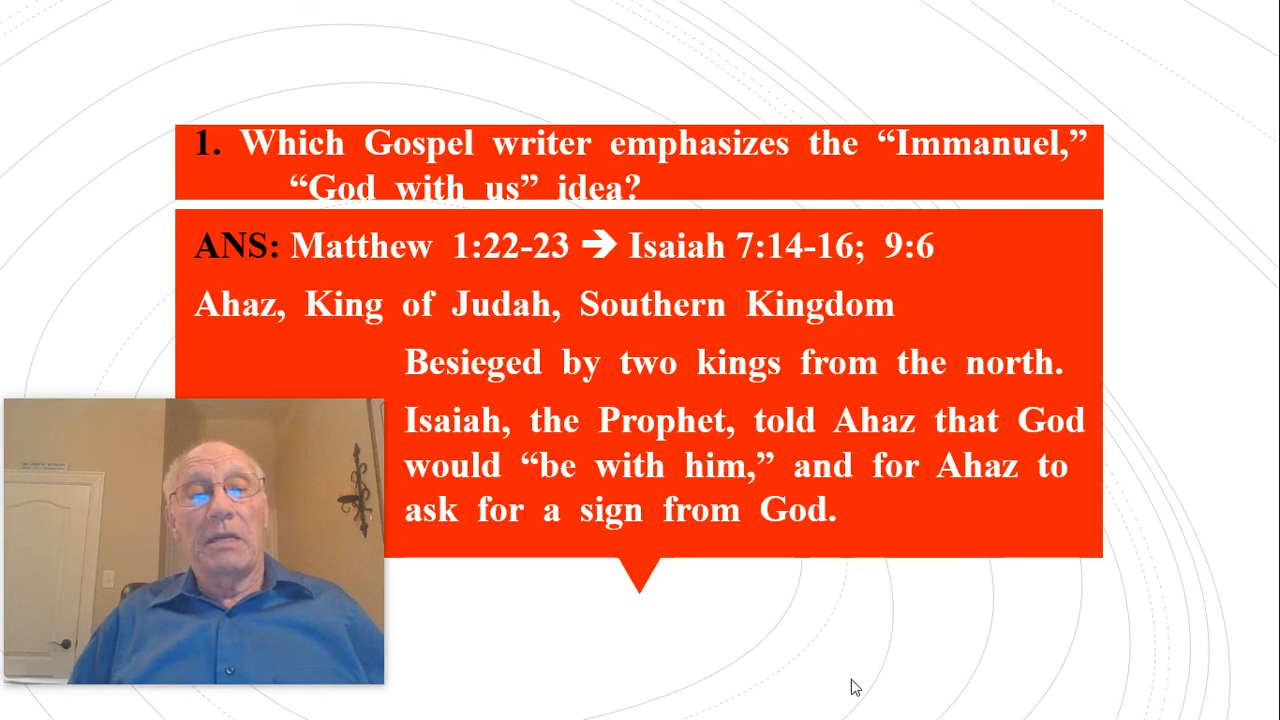 1. Which Gospel writer emphasizes the “Immanuel,”
“God with us” idea?
ANS: Matthew 1:22-23 ➔ Isaiah 7:14-16; 9:6
Ahaz, King of Judah, Southern Kingdom
Besieged by two kings from the north.
Isaiah, the Prophet, told Ahaz that God
would “be with him,” and for Ahaz to
ask for a sign from God.